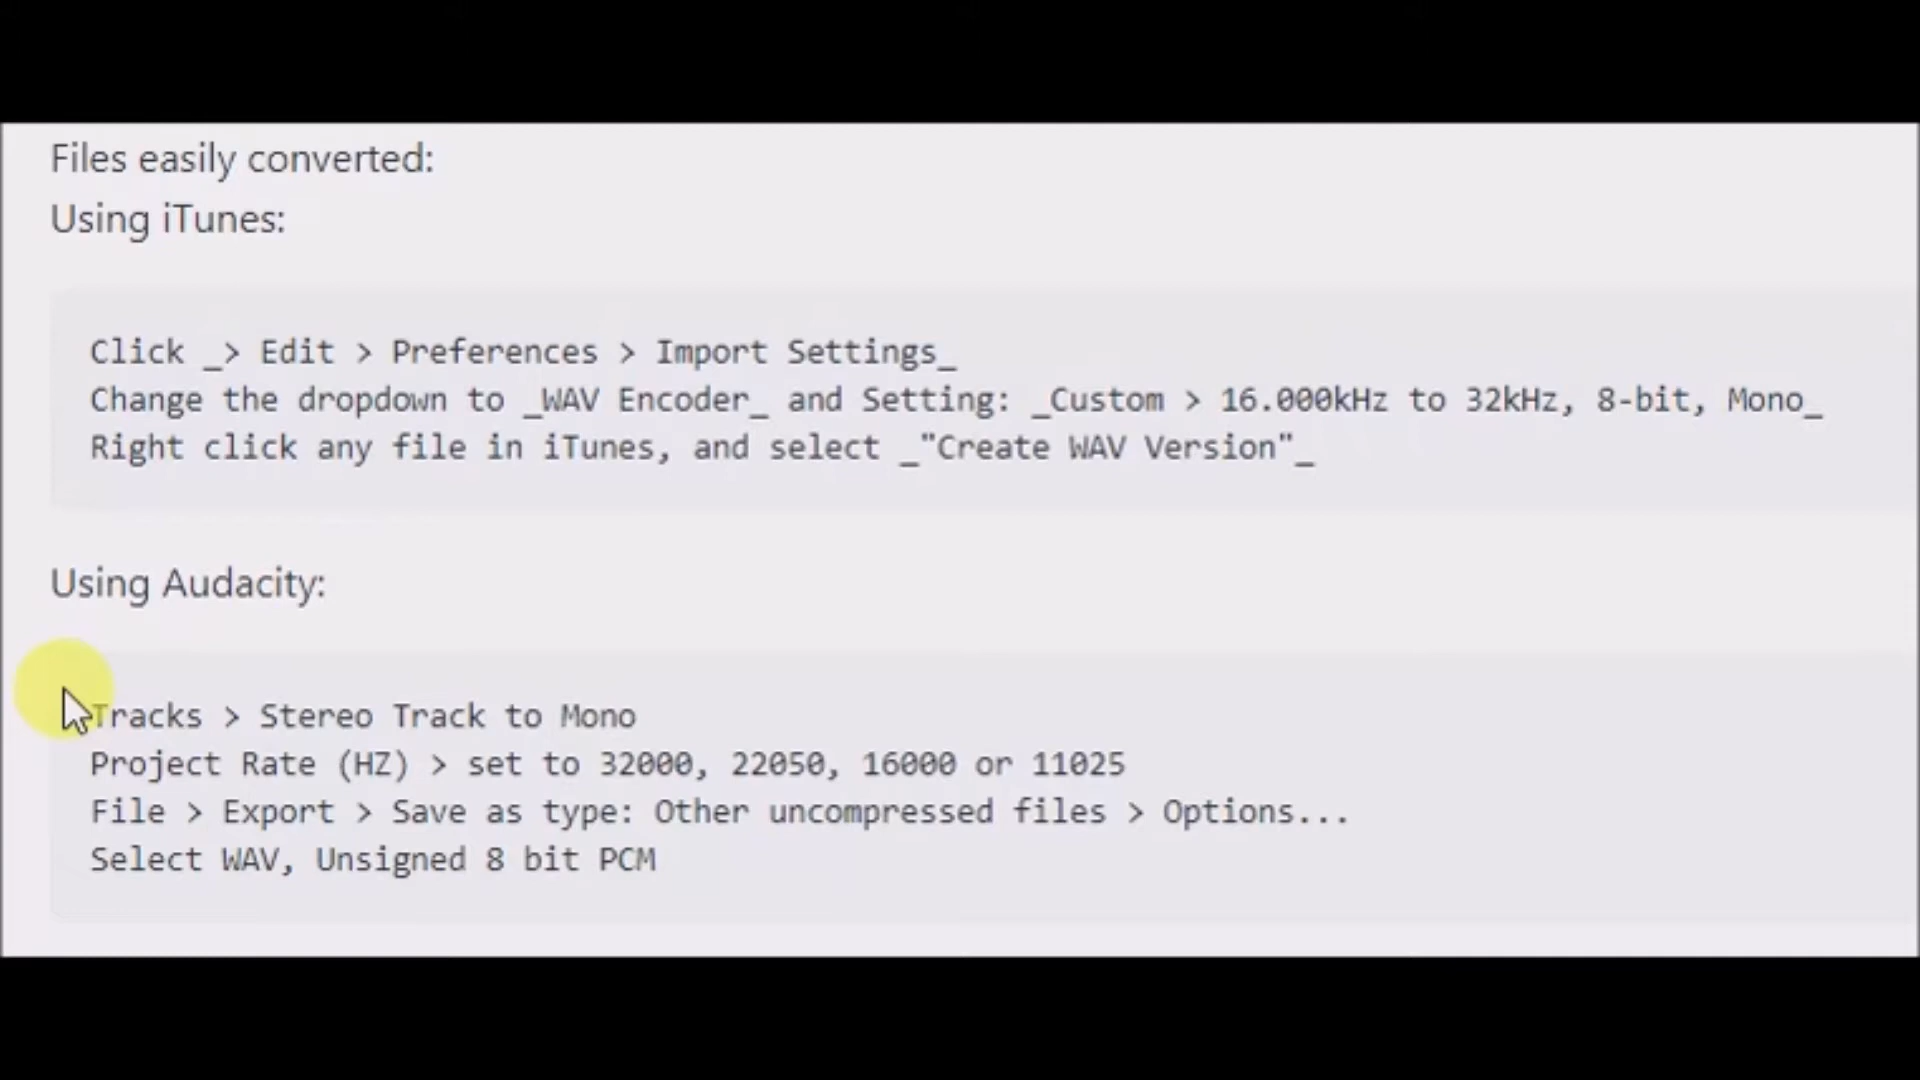 Files easily converted:
Using iTunes:
Click _> Edit > Preferences > Import Settings_
Change the dropdown to _WAV Encoder_ and Setting: _Custom > 16.000kHz to 32kHz, 8-bit, Mono_
Right click any file in iTunes, and select _"Create WAV Version"_
Using Audacity:
Tracks > Stereo Track to Mono
Project Rate (HZ) > set to 32000, 22050, 16000 or 11025
File > Export > Save as type: Other uncompressed files > Options...
Select WAV, Unsigned 8 bit PCM